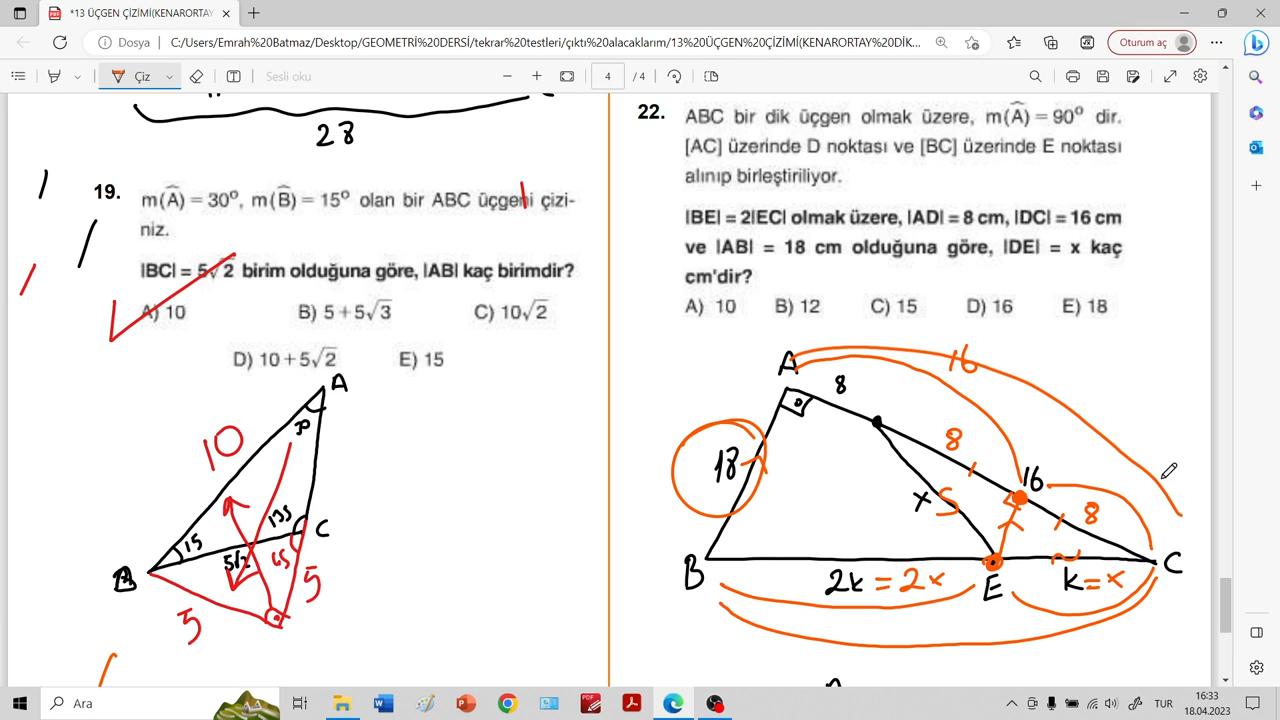 *13 ÜÇGEN ÇİZİMİ(KENARORTAY
Dosya C:/Users/Emrah%20Batmaz/Desktop/GEOMETRİ%20DERSİ/tekrar%20testleri/çıktı%20alacaklarım/13%20ÜÇGEN%20ÇİZİMİ(KENARORTAY%20DİK... Oturum aç
Çiz Sesli oku 4 / 4
28
19. m(A) = 30°, m(B) = 15° olan bir ABC üçgeni çizi-
niz.
|BC| = 5√2 birim olduğuna göre, |AB| kaç birimdir?
A) 10 B) 5 + 5√3 C) 10√2
D) 10 + 5√2 E) 15
A
30
10
135
C
15
5√2
45
B
5
5
22. ABC bir dik üçgen olmak üzere, m(A) = 90° dir.
[AC] üzerinde D noktası ve [BC] üzerinde E noktası
alınıp birleştiriliyor.
|BE| = 2|EC| olmak üzere, |AD| = 8 cm, |DC| = 16 cm
ve |AB| = 18 cm olduğuna göre, |DE| = x kaç
cm'dir?
A) 10 B) 12 C) 15 D) 16 E) 18
A
16
8
8
18
16
x
8
B
C
2k = 2x
E
k = x
Ara
16:33
TUR
18.04.2023